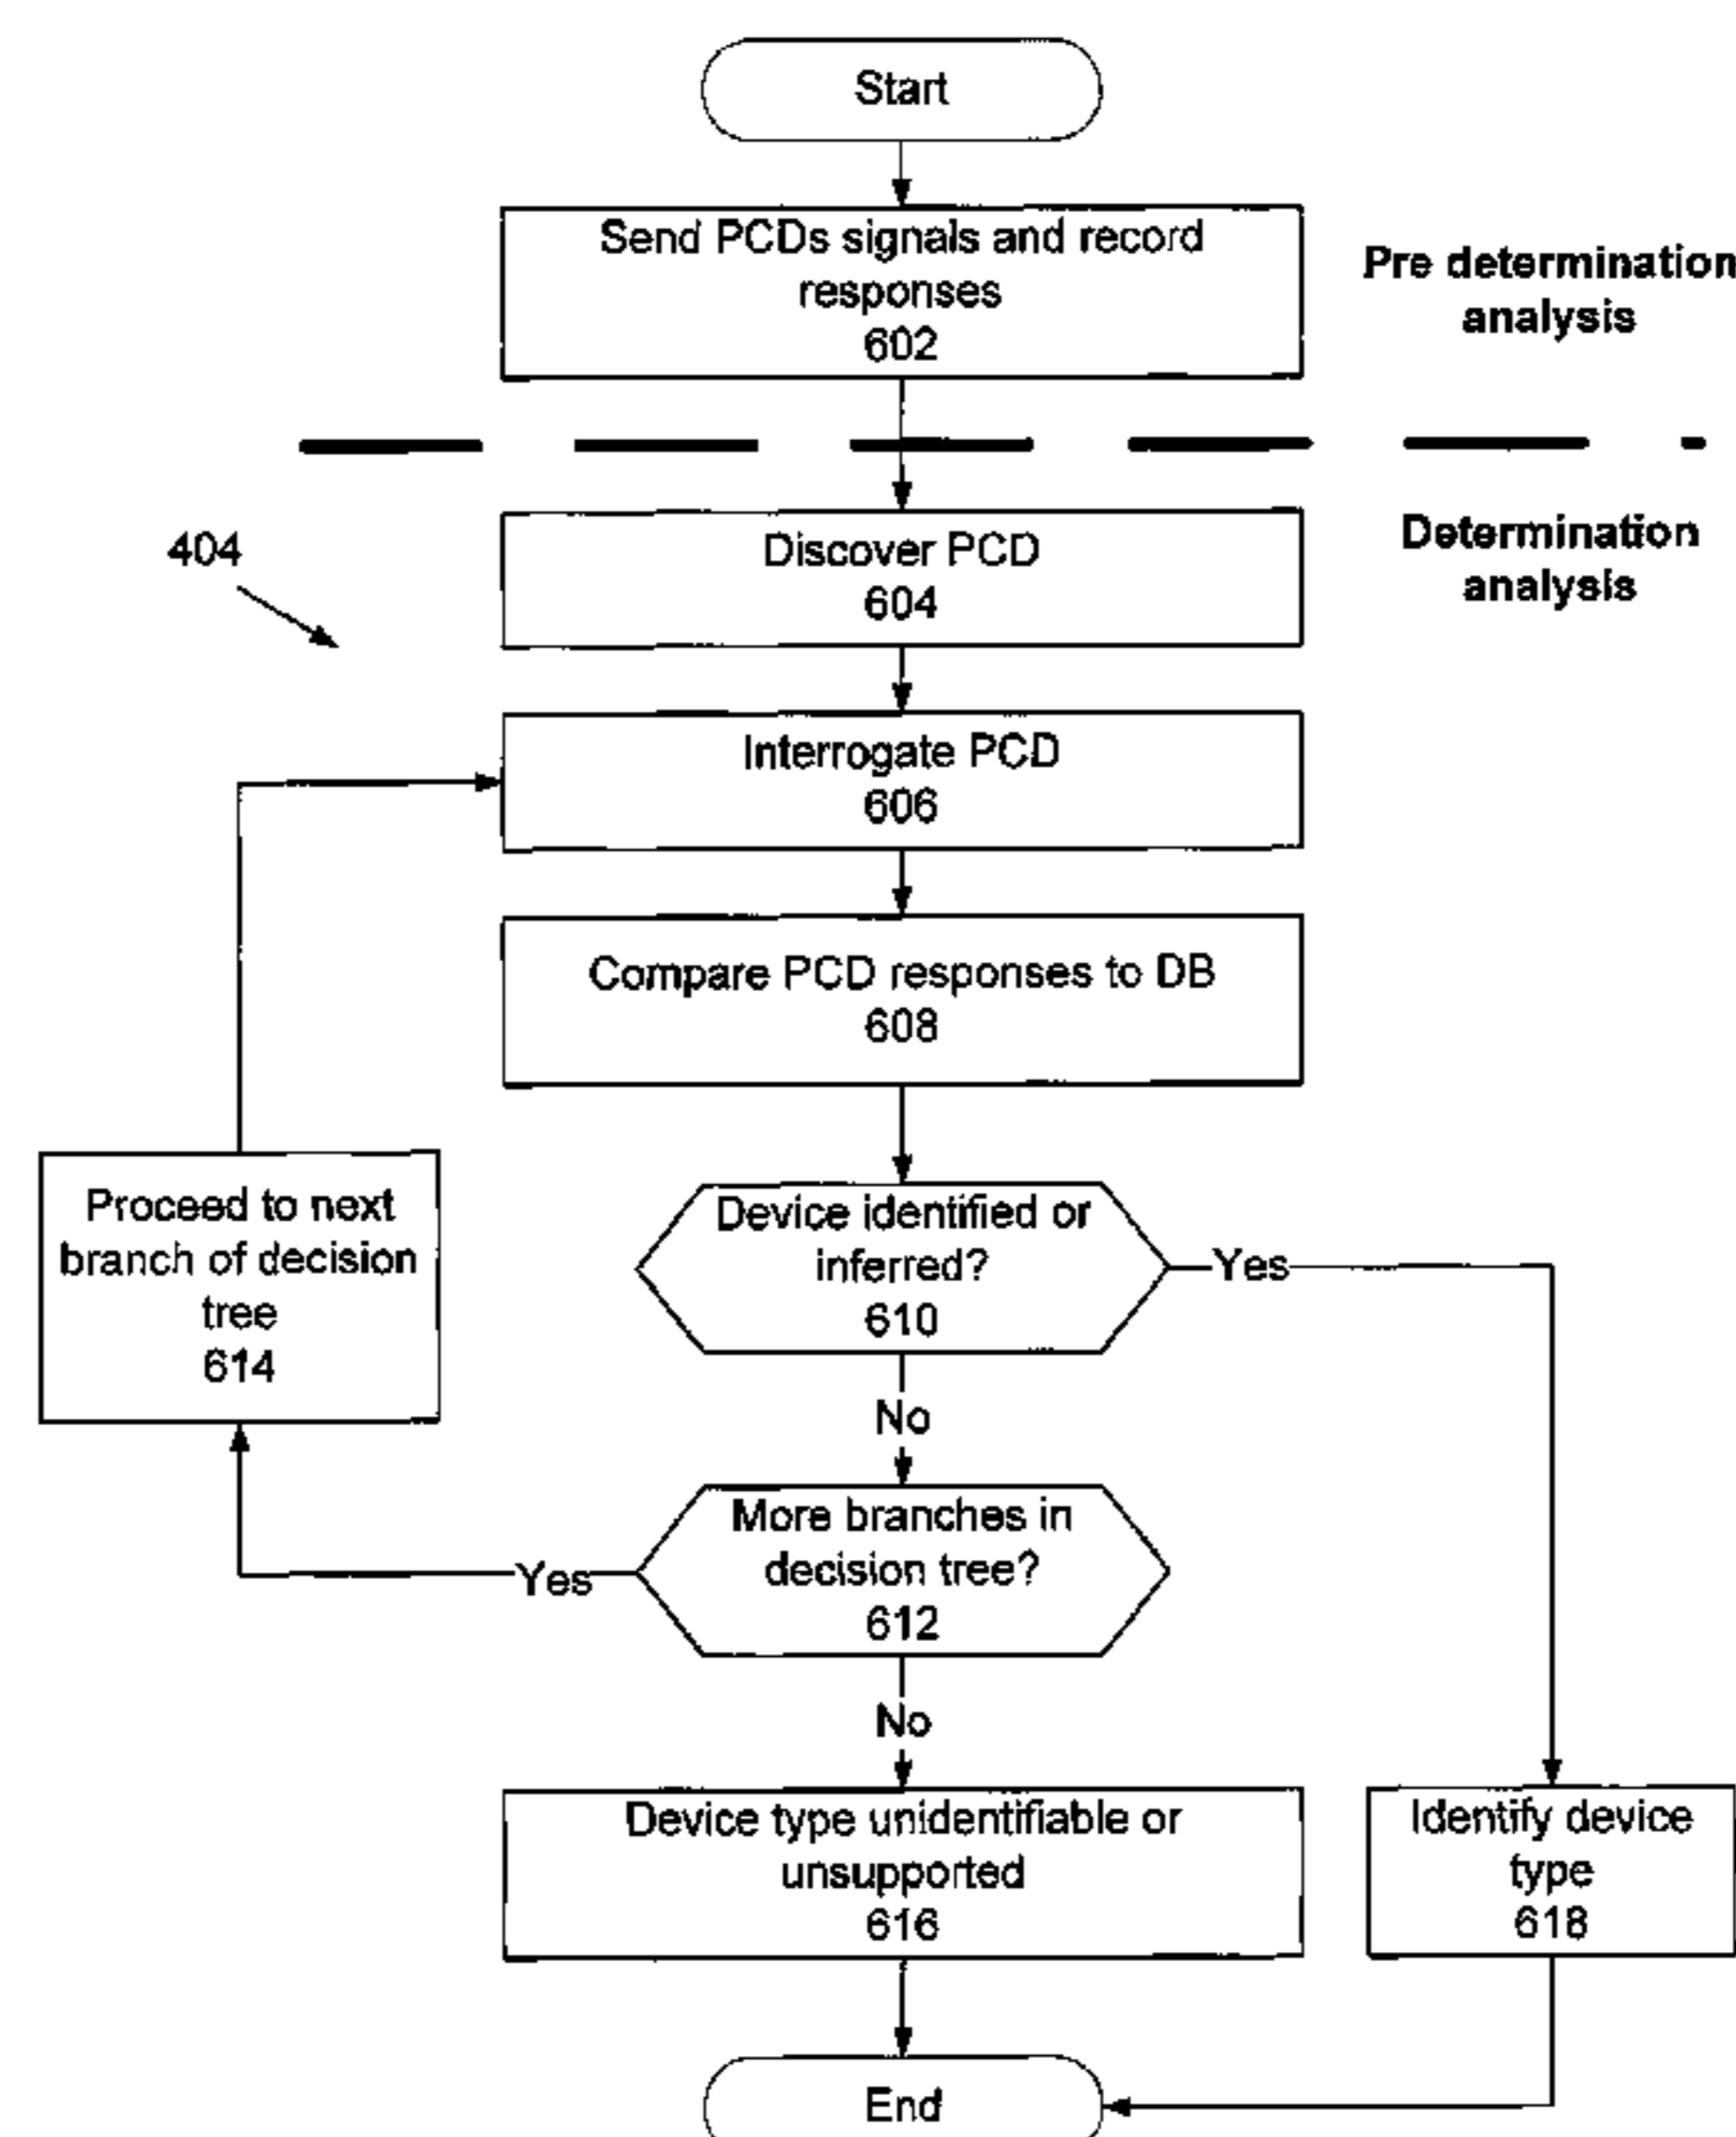 Start
Send PCDs signals and record
responses
602
Pre determination
analysis
Determination
analysis
404
Discover PCD
604
Interrogate PCD
606
Compare PCD responses to DB
608
Proceed to next
branch of decision
tree
614
Device identified or
inferred?
610
Yes
No
More branches in
decision tree?
612
Yes
No
Device type unidentifiable or
unsupported
616
Identify device
type
618
End